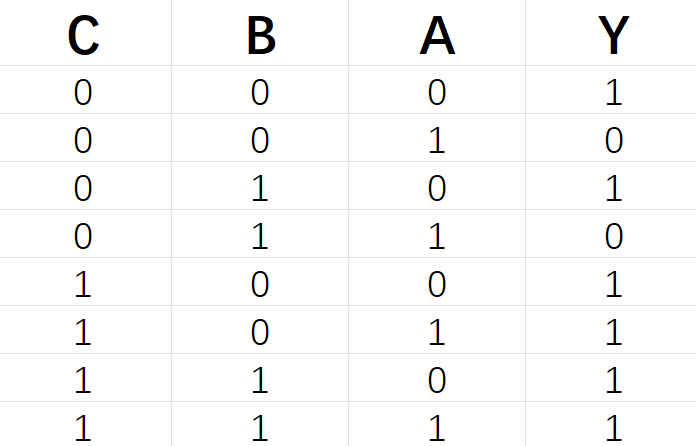 C B A Y
0 0 0 1
0 0 1 0
0 1 0 1
0 1 1 0
1 0 0 1
1 0 1 1
1 1 0 1
1 1 1 1